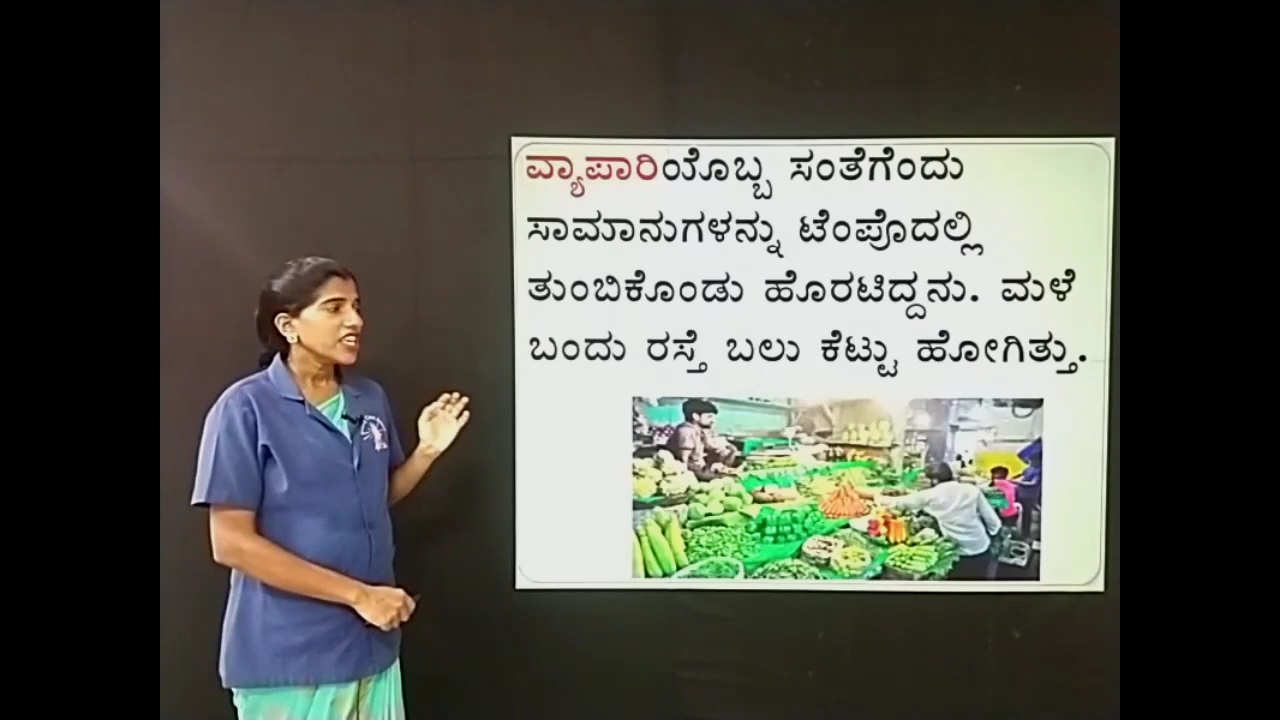 ವ್ಯಾಪಾರಿಯೊಬ್ಬ ಸಂತೆಗೆಂದು
ಸಾಮಾನುಗಳನ್ನು ಟೆಂಪೊದಲ್ಲಿ
ತುಂಬಿಕೊಂಡು ಹೊರಟಿದ್ದನು. ಮಳೆ
ಬಂದು ರಸ್ತೆ ಬಲು ಕೆಟ್ಟು ಹೋಗಿತ್ತು.